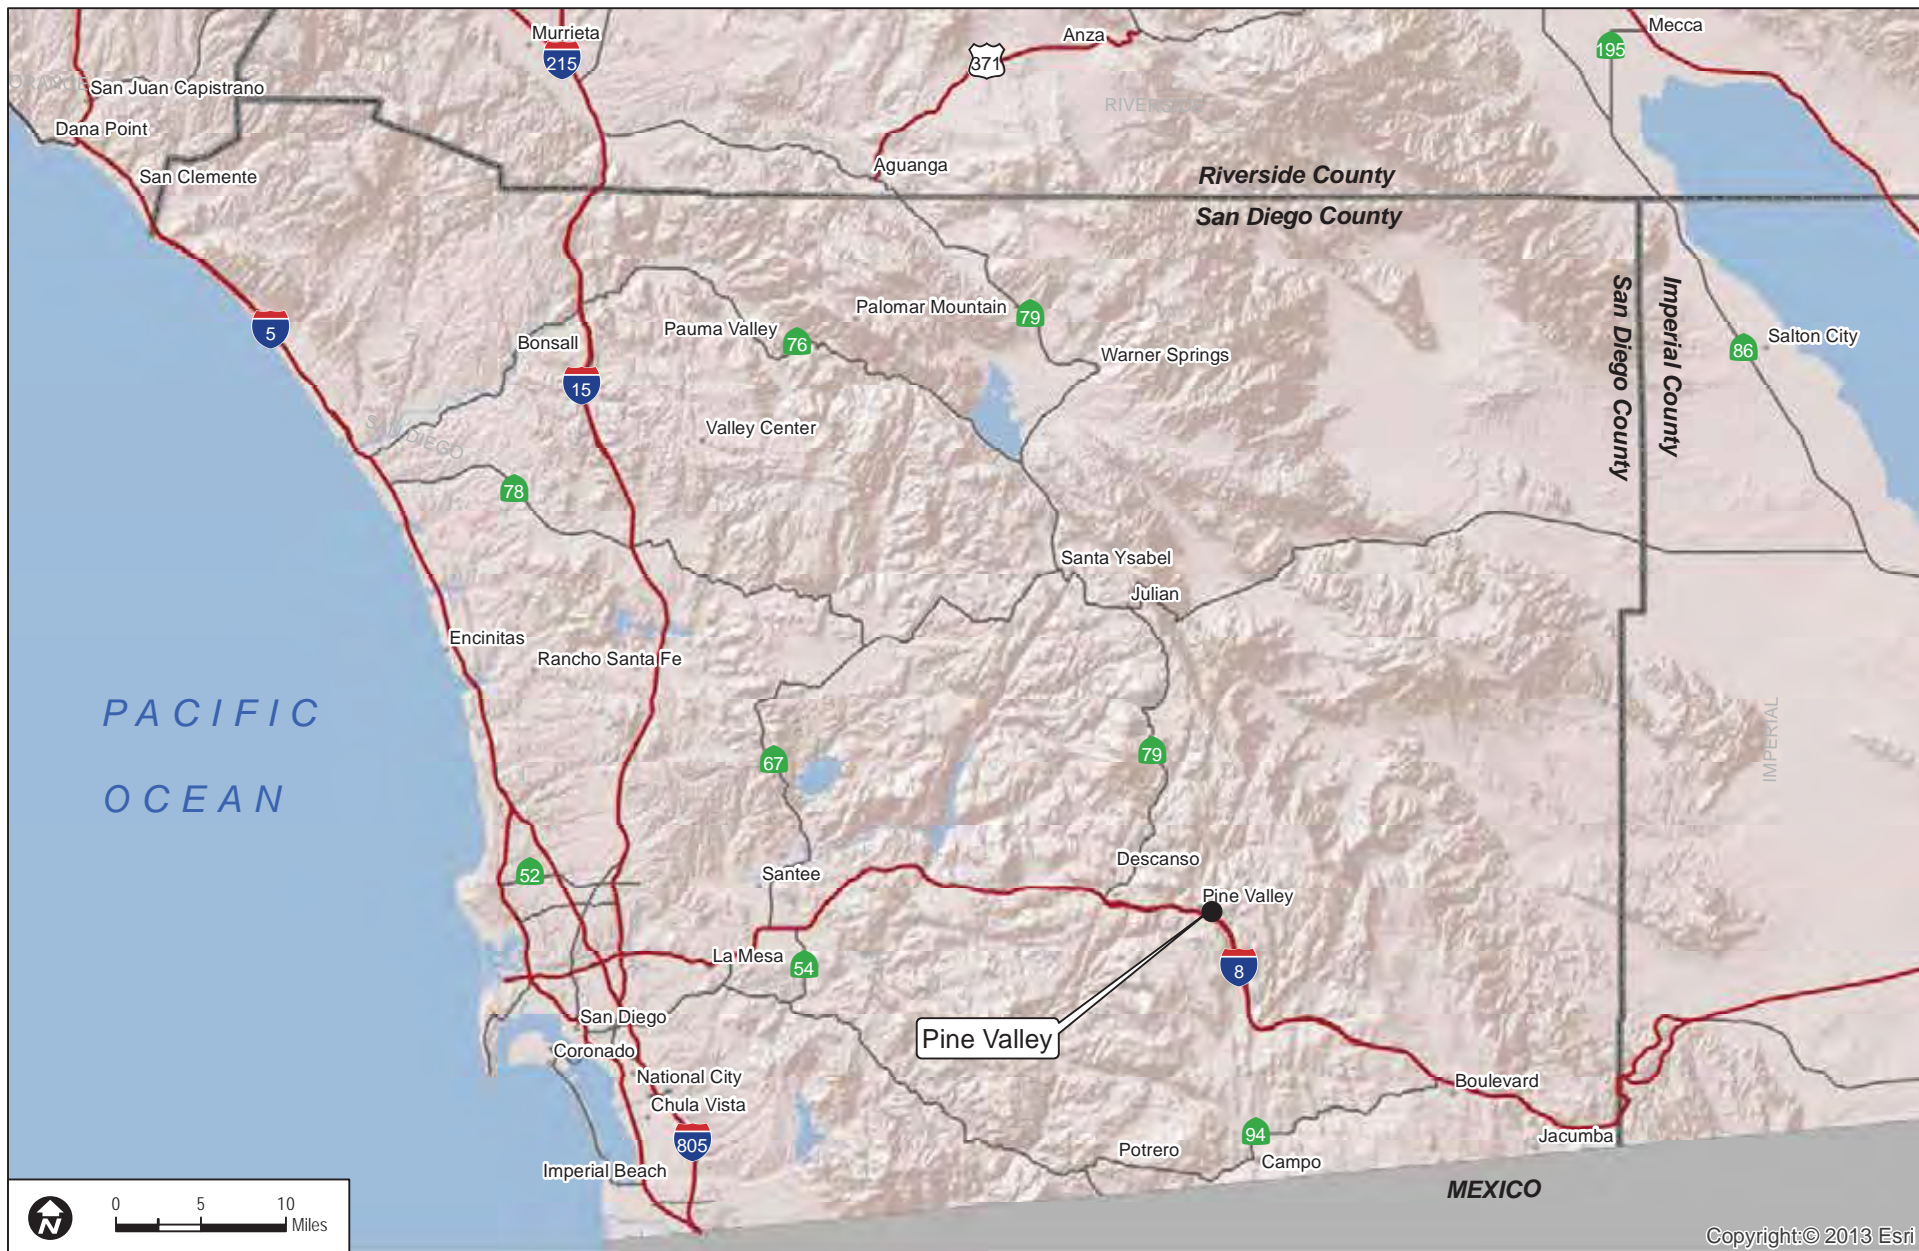 Murrieta
215
371
Anza
Mecca
195
ORANGE
San Juan Capistrano
RIVERSIDE
Dana Point
San Clemente
Aguanga
Riverside County
San Diego County
San Diego County
Imperial County
5
Palomar Mountain
79
Pauma Valley
76
Bonsall
86
Salton City
Warner Springs
15
SAN DIEGO
Valley Center
78
Santa Ysabel
Julian
Encinitas
Rancho Santa Fe
PACIFIC
OCEAN
IMPERIAL
67
79
Descanso
52
Santee
Pine Valley
La Mesa
54
8
San Diego
Pine Valley
Coronado
National City
Boulevard
Chula Vista
805
94
Jacumba
Potrero
Campo
Imperial Beach
MEXICO
N
0 5 10
Miles
Copyright:© 2013 Esri